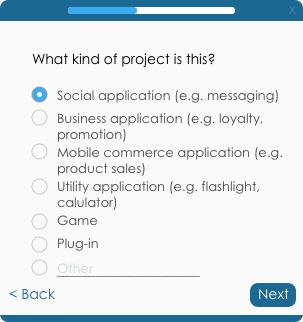 X
What kind of project is this?
Social application (e.g. messaging)
Business application (e.g. loyalty,
promotion)
Mobile commerce application (e.g.
product sales)
Utility application (e.g. flashlight,
calulator)
Game
Plug-in
Other
< Back
Next